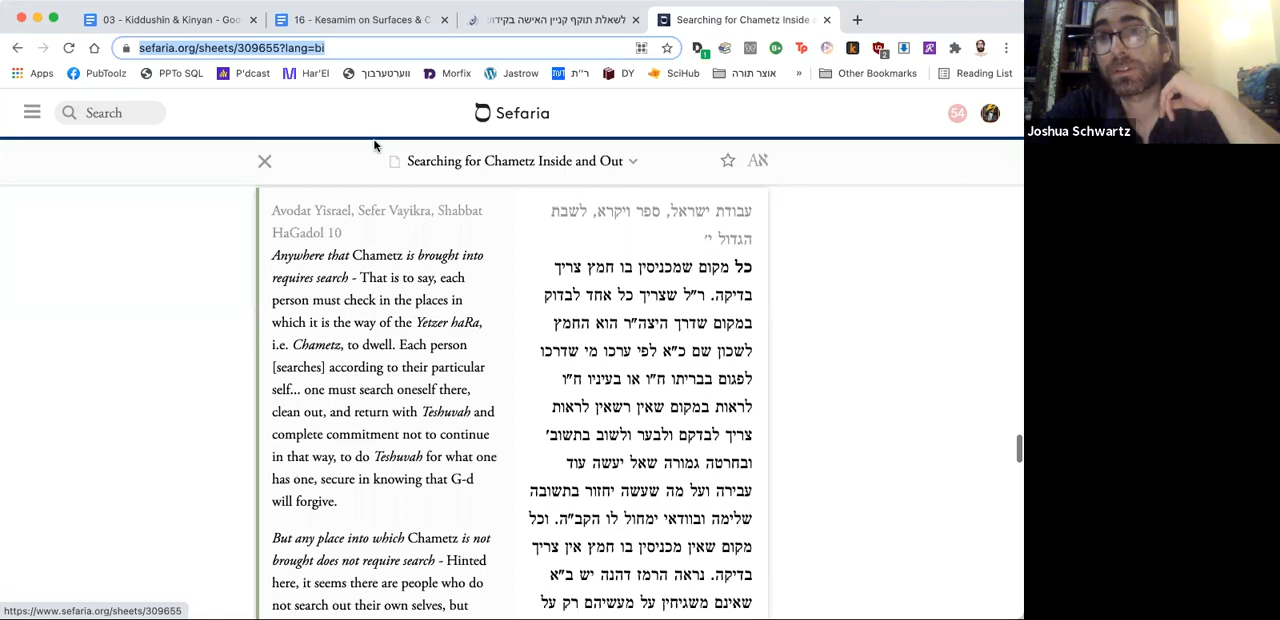 03 - Kiddushin & Kinyan - Goo
16 - Kesamim on Surfaces & C
לשאלת תוקף קניין האישה בקידוש
Searching for Chametz Inside a
sefaria.org/sheets/309655?lang=bi
Apps
PubToolz
PPTo SQL
P'dcast
Har'El
ווערטערבוך
Morfix
Jastrow
ר"ת
DY
SciHub
אוצר תורה
»
Other Bookmarks
Reading List
Search
Sefaria
54
Searching for Chametz Inside and Out
Avodat Yisrael, Sefer Vayikra, Shabbat
HaGadol 10
Anywhere that Chametz is brought into
requires search - That is to say, each
person must check in the places in
which it is the way of the Yetzer haRa,
i.e. Chametz, to dwell. Each person
[searches] according to their particular
self... one must search oneself there,
clean out, and return with Teshuvah and
complete commitment not to continue
in that way, to do Teshuvah for what one
has one, secure in knowing that G-d
will forgive.
But any place into which Chametz is not
brought does not require search - Hinted
here, it seems there are people who do
not search out their own selves, but
עבודת ישראל, ספר ויקרא, לשבת
הגדול י׳
כל מקום שמכניסין בו חמץ צריך
בדיקה. ר"ל שצריך כל אחד לבדוק
במקום שדרך היצה"ר הוא החמץ
לשכון שם כ"א לפי ערכו מי שדרכו
לפגום בבריתו ח"ו או בעיניו ח"ו
לראות במקום שאין רשאין לראות
צריך לבדקם ולבער ולשוב בתשוב'
ובחרטה גמורה שאל יעשה עוד
עבירה ועל מה שעשה יחזור בתשובה
שלימה ובוודאי ימחול לו הקב"ה. וכל
מקום שאין מכניסין בו חמץ אין צריך
בדיקה. נראה הרמז דהנה יש ב"א
שאינם משגיחין על מעשיהם רק על
https://www.sefaria.org/sheets/309655
Joshua Schwartz